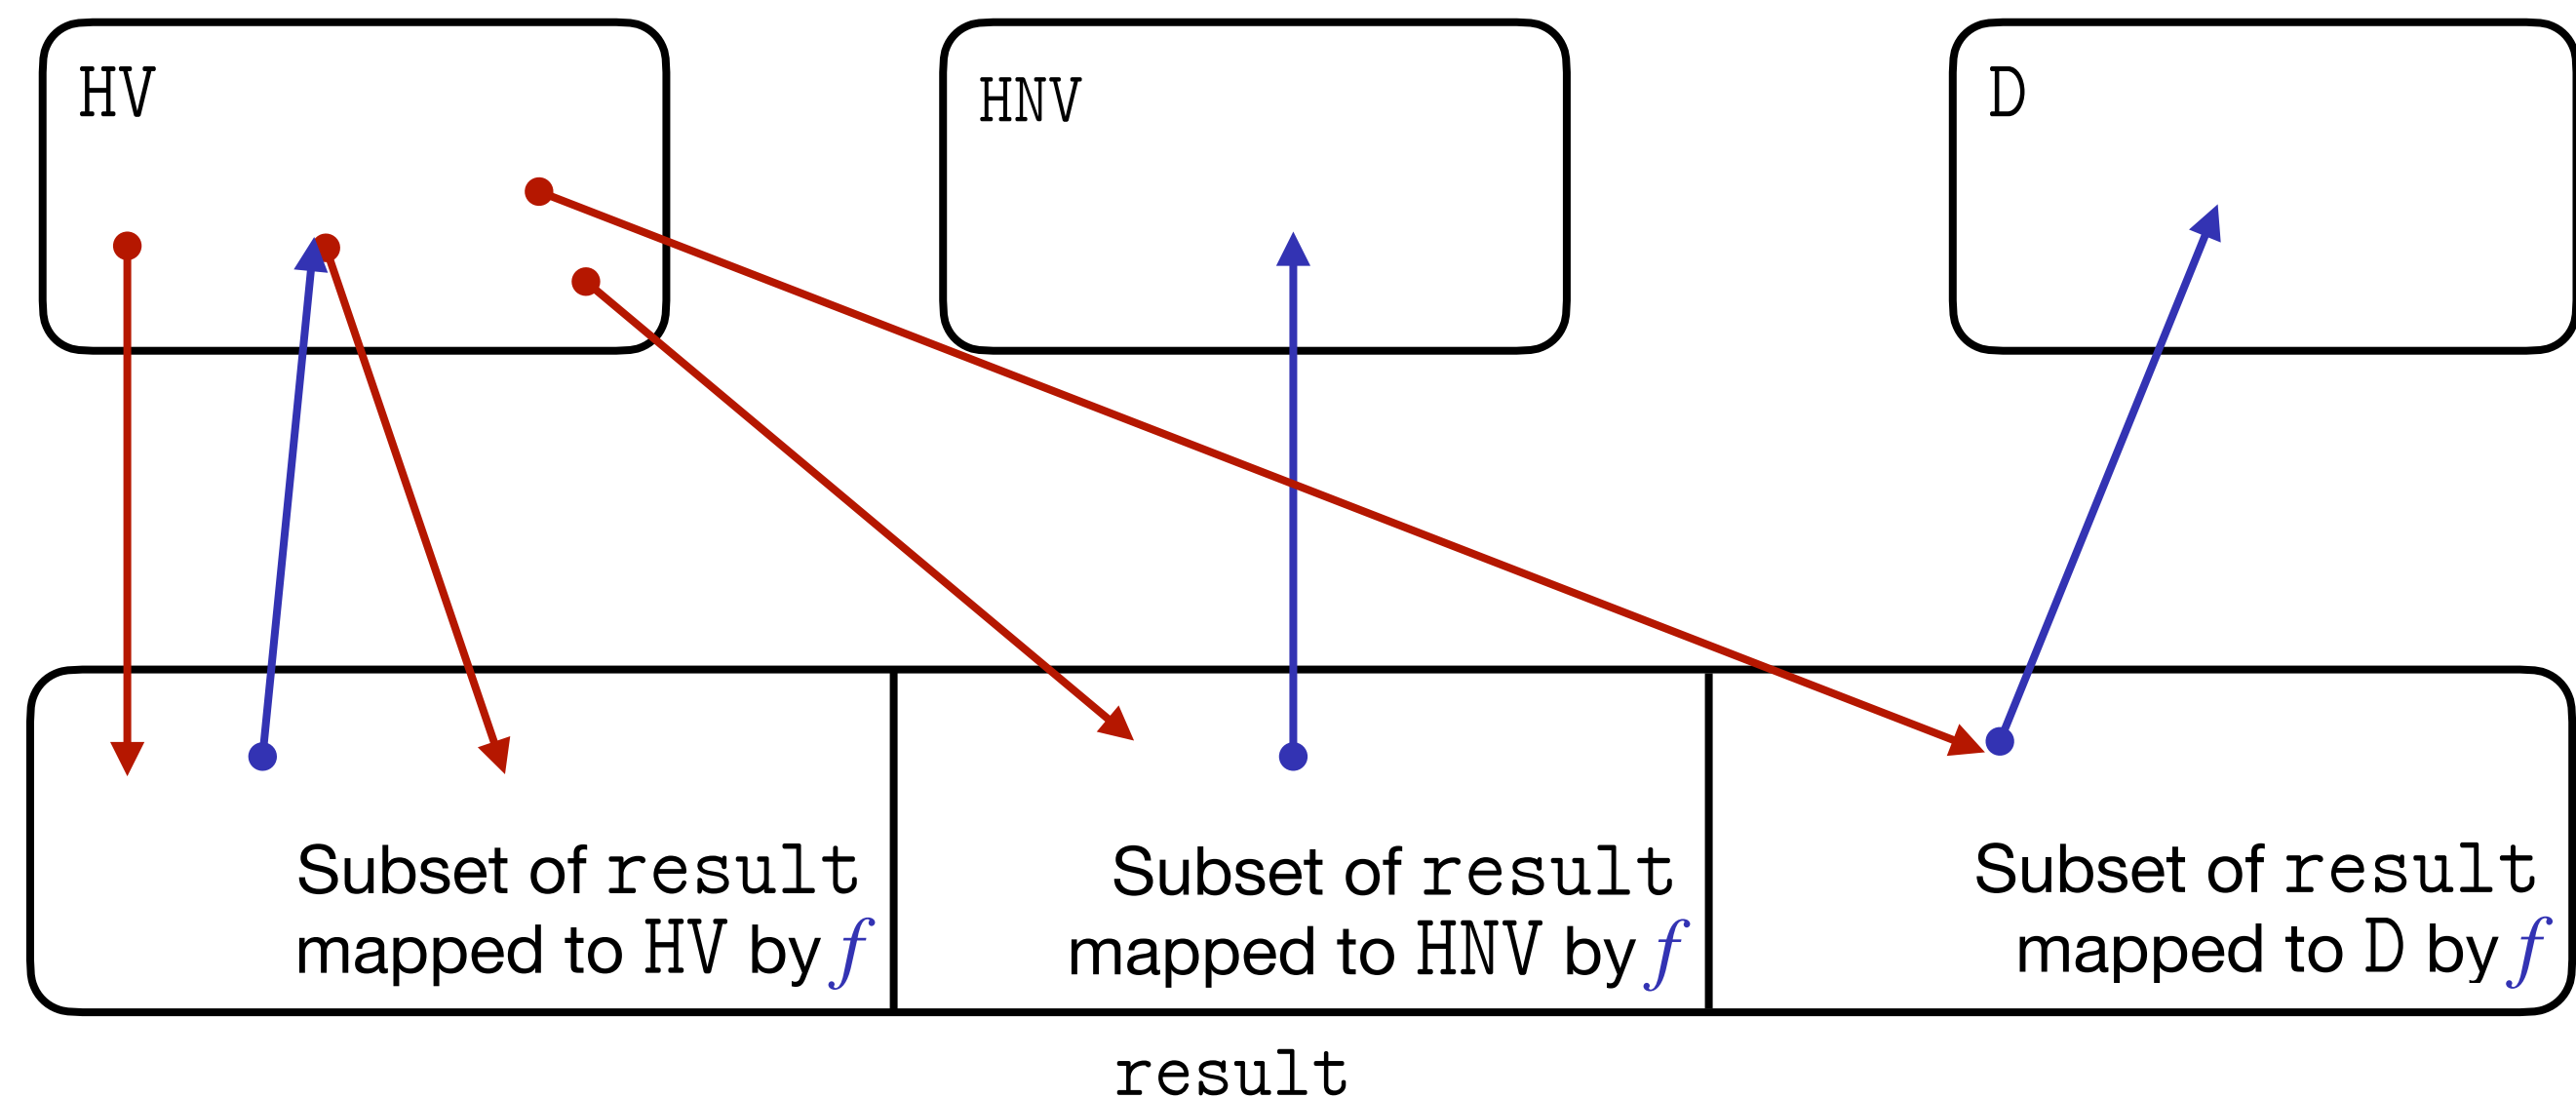 HV
HNV
D
Subset of result
mapped to HV by f
Subset of result
mapped to HNV by f
Subset of result
mapped to D by f
result